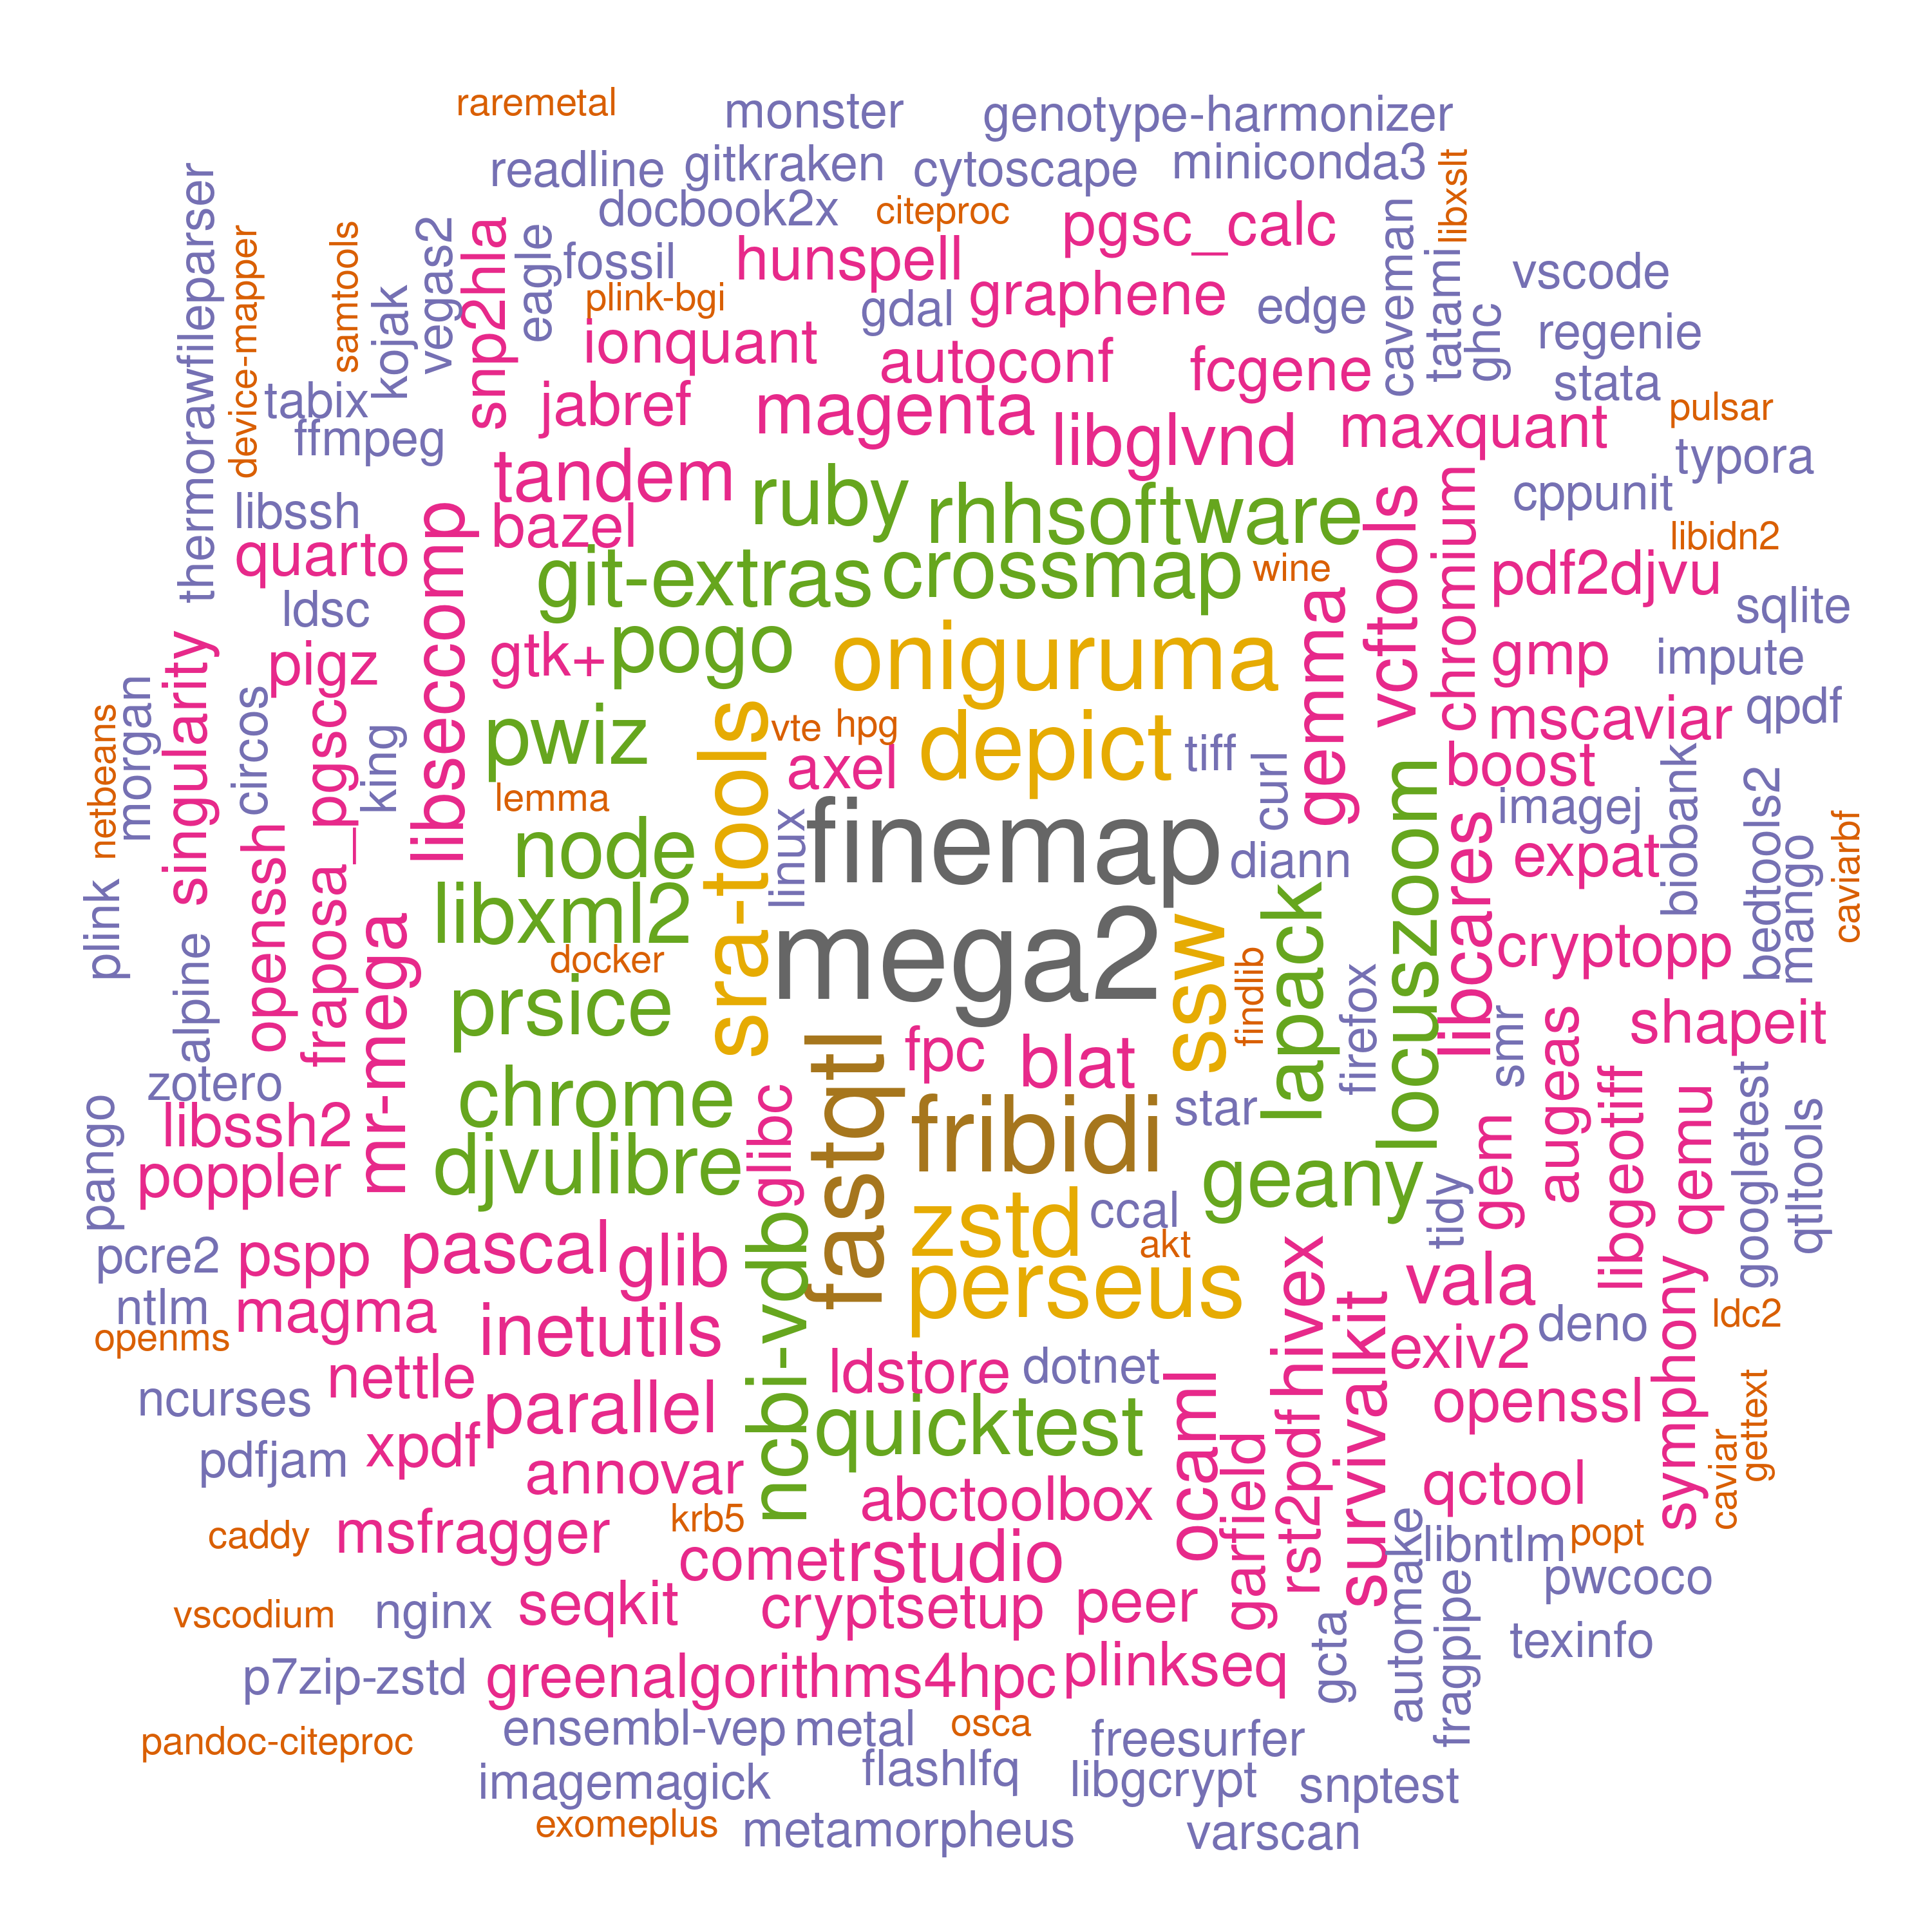 raremetal
monster
genotype-harmonizer
readline
gitkraken
cytoscape
miniconda3
libxslt
docbook2x
citeproc
pgsc_calc
caveman
tatami
ghc
thermorawfileparser
device-mapper
samtools
kojak
vegas2
snp2hla
eagle
fossil
hunspell
vscode
plink-bgi
gdal
graphene
edge
regenie
ionquant
autoconf
fcgene
stata
tabix
jabref
magenta
libglvnd
maxquant
pulsar
ffmpeg
typora
tandem
ruby
rhhsoftware
vcftools
chromium
cppunit
libssh
bazel
libidn2
quarto
libseccomp
git-extras
crossmap
wine
pdf2djvu
ldsc
sqlite
gtk+
pogo
oniguruma
gemma
gmp
impute
pigz
singularity
netbeans
morgan
circos
fraposa_pgsc
king
pwiz
sra-tools
vte
hpg
depict
tiff
curl
mscaviar
qpdf
axel
boost
lemma
locuszoom
libcares
imagej
biobank
bedtools2
mango
caviarbf
node
linux
finemap
diann
expat
plink
alpine
openssh
mr-mega
libxml2
docker
mega2
ssw
findlib
lapack
firefox
cryptopp
prsice
fpc
blat
smr
augeas
shapeit
zotero
chrome
glibc
fastqtl
star
libgeotiff
qemu
googletest
qtltools
pango
libssh2
fribidi
gem
poppler
djvulibre
geany
tidy
ccal
zstd
akt
pcre2
pspp
pascal
glib
ncbi-vdb
perseus
hivex
survivalkit
vala
symphony
ntlm
magma
inetutils
deno
ldc2
openms
exiv2
nettle
ldstore
dotnet
ocaml
ncurses
parallel
quicktest
garfield
rst2pdf
openssl
caviar
gettext
pdfjam
xpdf
annovar
abctoolbox
qctool
krb5
caddy
msfragger
comet
rstudio
automake
libntlm
popt
pwcoco
vscodium
nginx
seqkit
cryptsetup
peer
gcta
fragpipe
texinfo
p7zip-zstd
greenalgorithms4hpc
plinkseq
pandoc-citeproc
ensembl-vep
metal
osca
freesurfer
imagemagick
flashlfq
libgcrypt
snptest
exomeplus
metamorpheus
varscan